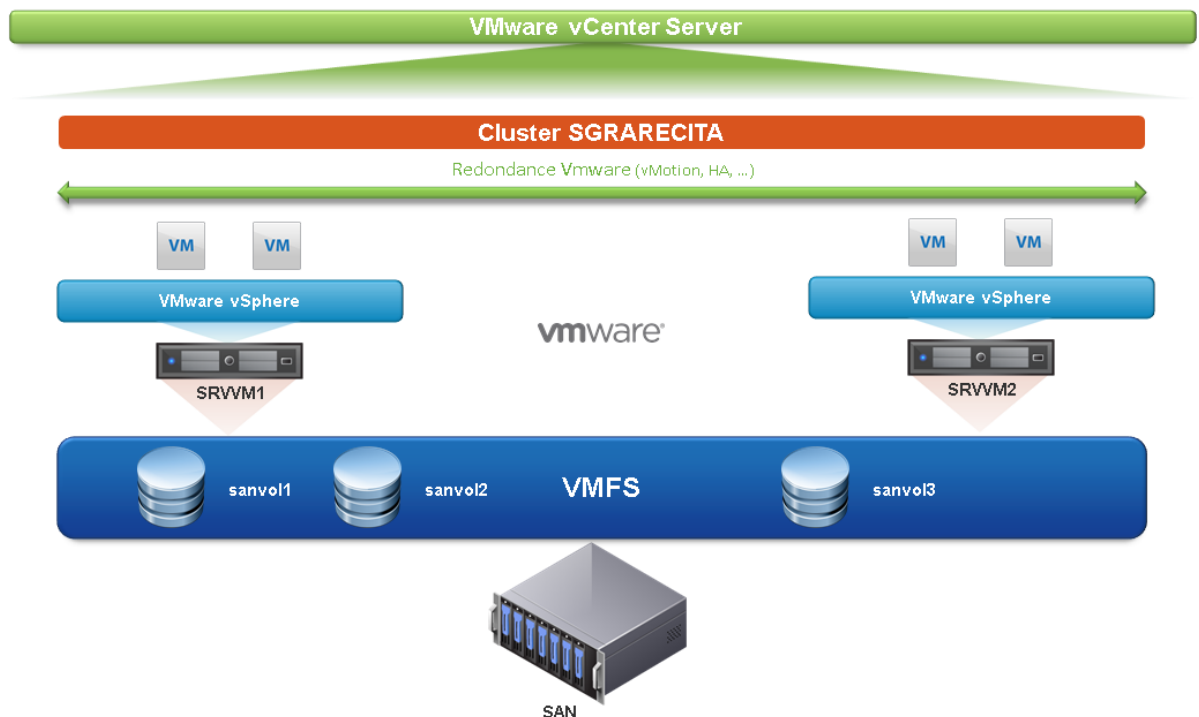 VMware vCenter Server
Cluster SGRARECITA
Redondance Vmware (vMotion, HA, ...)
VM
VM
VM
VM
VMware vSphere
VMware vSphere
vmware®
SRVVM1
SRVVM2
sanvol1
sanvol2
VMFS
sanvol3
SAN